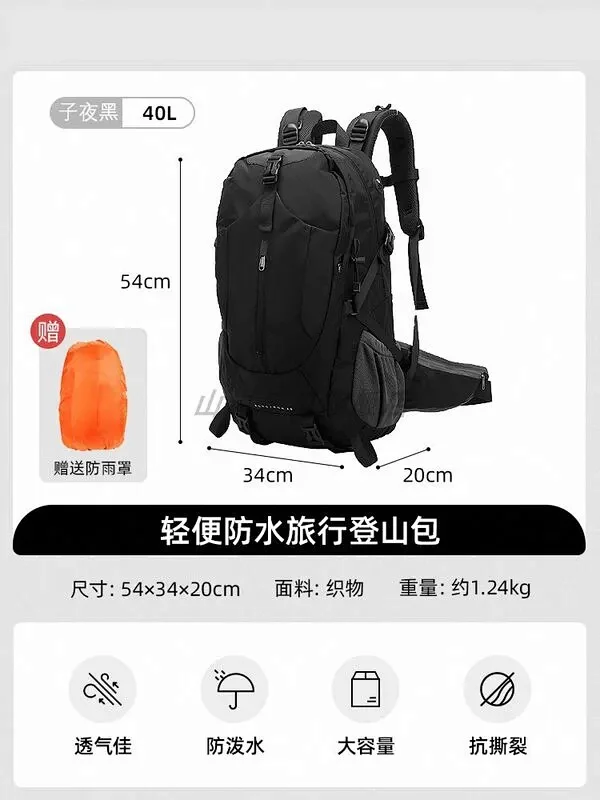 子夜黑 40L
54cm
赠
赠送防雨罩
山
34cm
20cm
轻便防水旅行登山包
尺寸: 54×34×20cm 面料: 织物 重量: 约1.24kg
透气佳 防泼水 大容量 抗撕裂